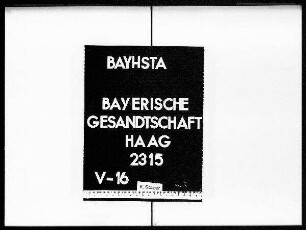 BAYHSTA
BAYERISCHE
GESANDTSCHAFT
HAAG
2315
V-16